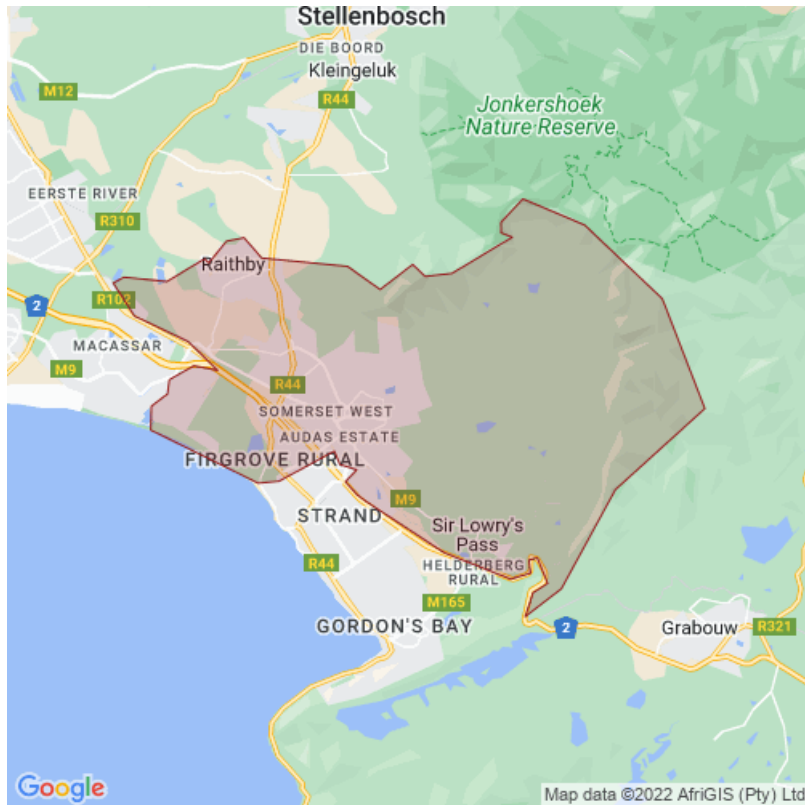 Stellenbosch
DIE BOORD
Kleingeluk
M12
R44
Jonkershoek
Nature Reserve
EERSTE RIVER
R310
Raithby
R102
2
MACASSAR
M9
R44
SOMERSET WEST
AUDAS ESTATE
FIRGROVE RURAL
M9
STRAND
Sir Lowry's
Pass
R44
HELDERBERG
RURAL
M165
GORDON'S BAY
2
Grabouw
R321
Google
Map data ©2022 AfriGIS (Pty) Ltd